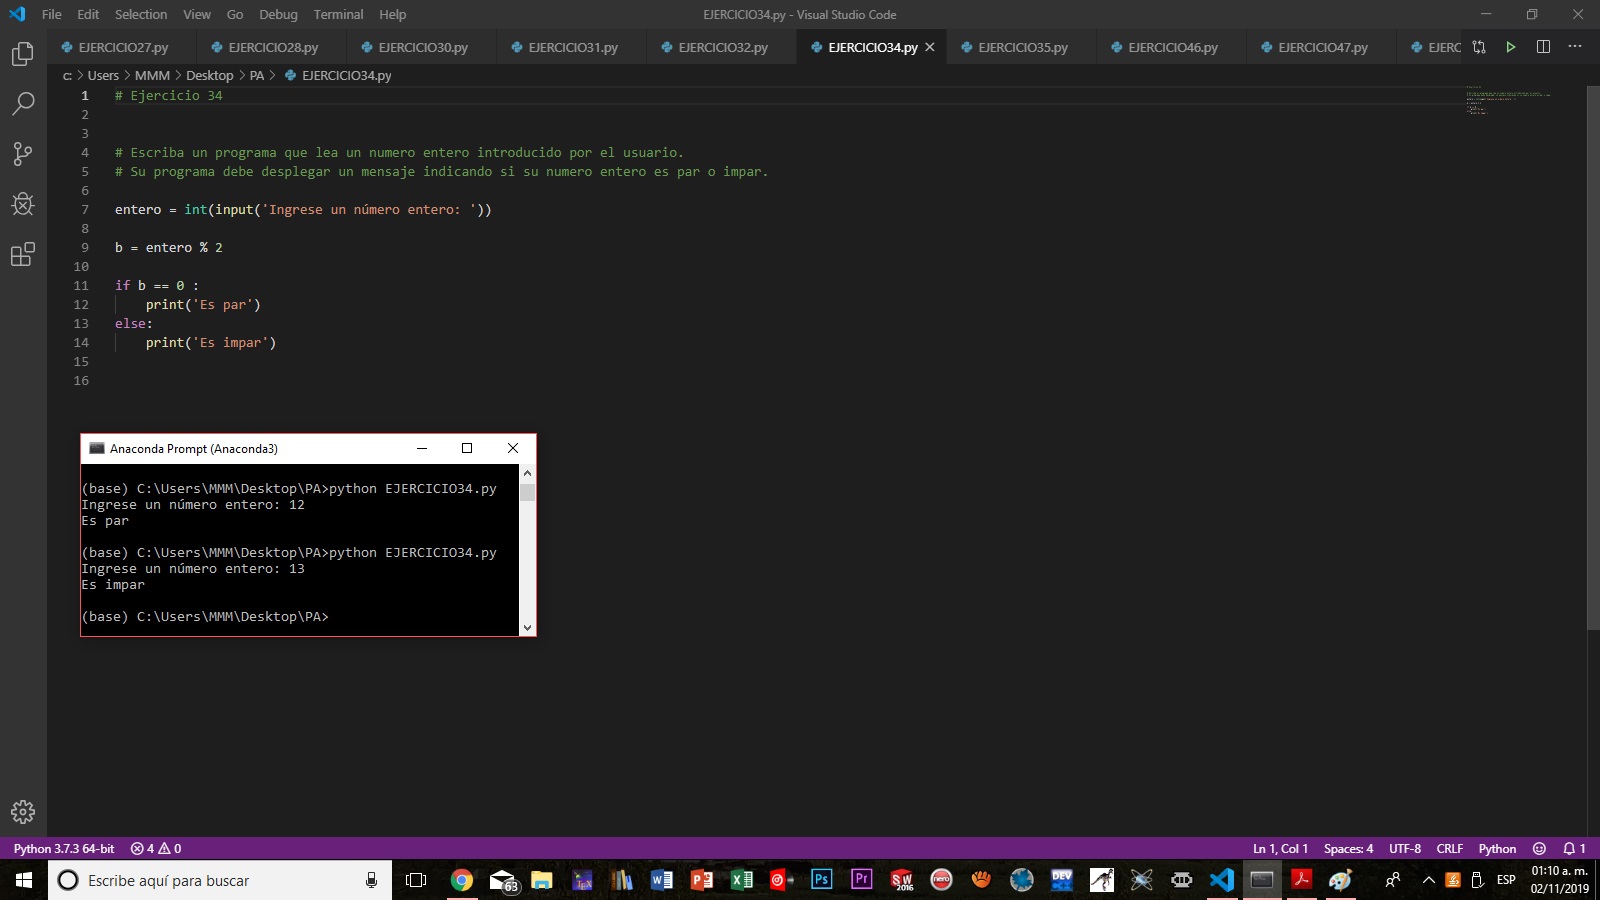 File Edit Selection View Go Debug Terminal Help
EJERCICIO34.py - Visual Studio Code
EJERCICIO27.py EJERCICIO28.py EJERCICIO30.py EJERCICIO31.py EJERCICIO32.py EJERCICIO34.py EJERCICIO35.py EJERCICIO46.py EJERCICIO47.py EJERC
c: > Users > MMM > Desktop > PA > EJERCICIO34.py
1 # Ejercicio 34
2
3
4 # Escriba un programa que lea un numero entero introducido por el usuario.
5 # Su programa debe desplegar un mensaje indicando si su numero entero es par o impar.
6
7 entero = int(input('Ingrese un número entero: '))
8
9 b = entero % 2
10
11 if b == 0 :
12 print('Es par')
13 else:
14 print('Es impar')
15
16
Anaconda Prompt (Anaconda3)
(base) C:\Users\MMM\Desktop\PA>python EJERCICIO34.py
Ingrese un número entero: 12
Es par
(base) C:\Users\MMM\Desktop\PA>python EJERCICIO34.py
Ingrese un número entero: 13
Es impar
(base) C:\Users\MMM\Desktop\PA>
Python 3.7.3 64-bit 4 0 Ln 1, Col 1 Spaces: 4 UTF-8 CRLF Python 1
Escribe aquí para buscar
63
Ps Pr SW 2016 nero DEV
ESP
01:10 a. m.
02/11/2019